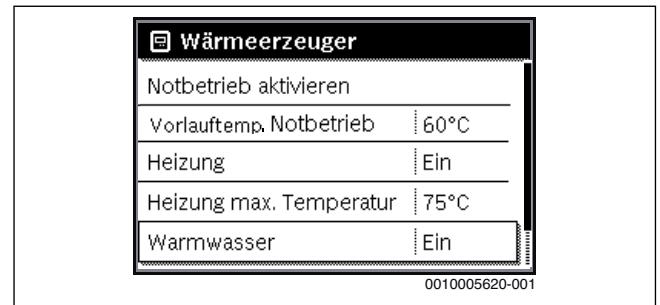 Wärmeerzeuger
Notbetrieb aktivieren
Vorlauftemp. Notbetrieb 60°C
Heizung Ein
Heizung max. Temperatur 75°C
Warmwasser Ein
0010005620-001